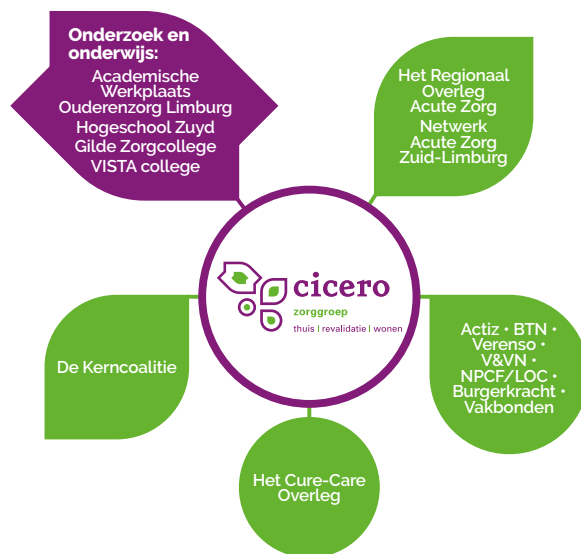 Onderzoek en
onderwijs:
Academische
Werkplaats
Ouderenzorg Limburg
Hogeschool Zuyd
Gilde Zorgcollege
VISTA college
Het Regionaal
Overleg
Acute Zorg
Netwerk
Acute Zorg
Zuid-Limburg
cicero
zorggroep
thuis | revalidatie | wonen
De Kerncoalitie
Actiz • BTN •
Verenso •
V&VN •
NPCF/LOC •
Burgerkracht •
Vakbonden
Het Cure-Care
Overleg